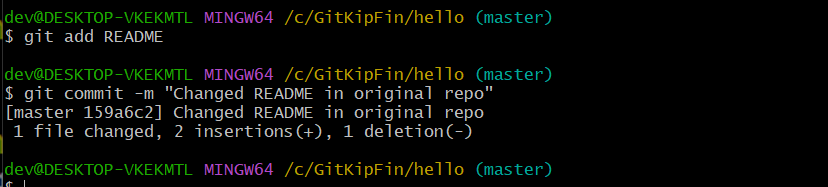 dev@DESKTOP-VKEKMTL MINGW64 /c/GitKipFin/hello (master)
$ git add README
dev@DESKTOP-VKEKMTL MINGW64 /c/GitKipFin/hello (master)
$ git commit -m "Changed README in original repo"
[master 159a6c2] Changed README in original repo
 1 file changed, 2 insertions(+), 1 deletion(-)
dev@DESKTOP-VKEKMTL MINGW64 /c/GitKipFin/hello (master)
$